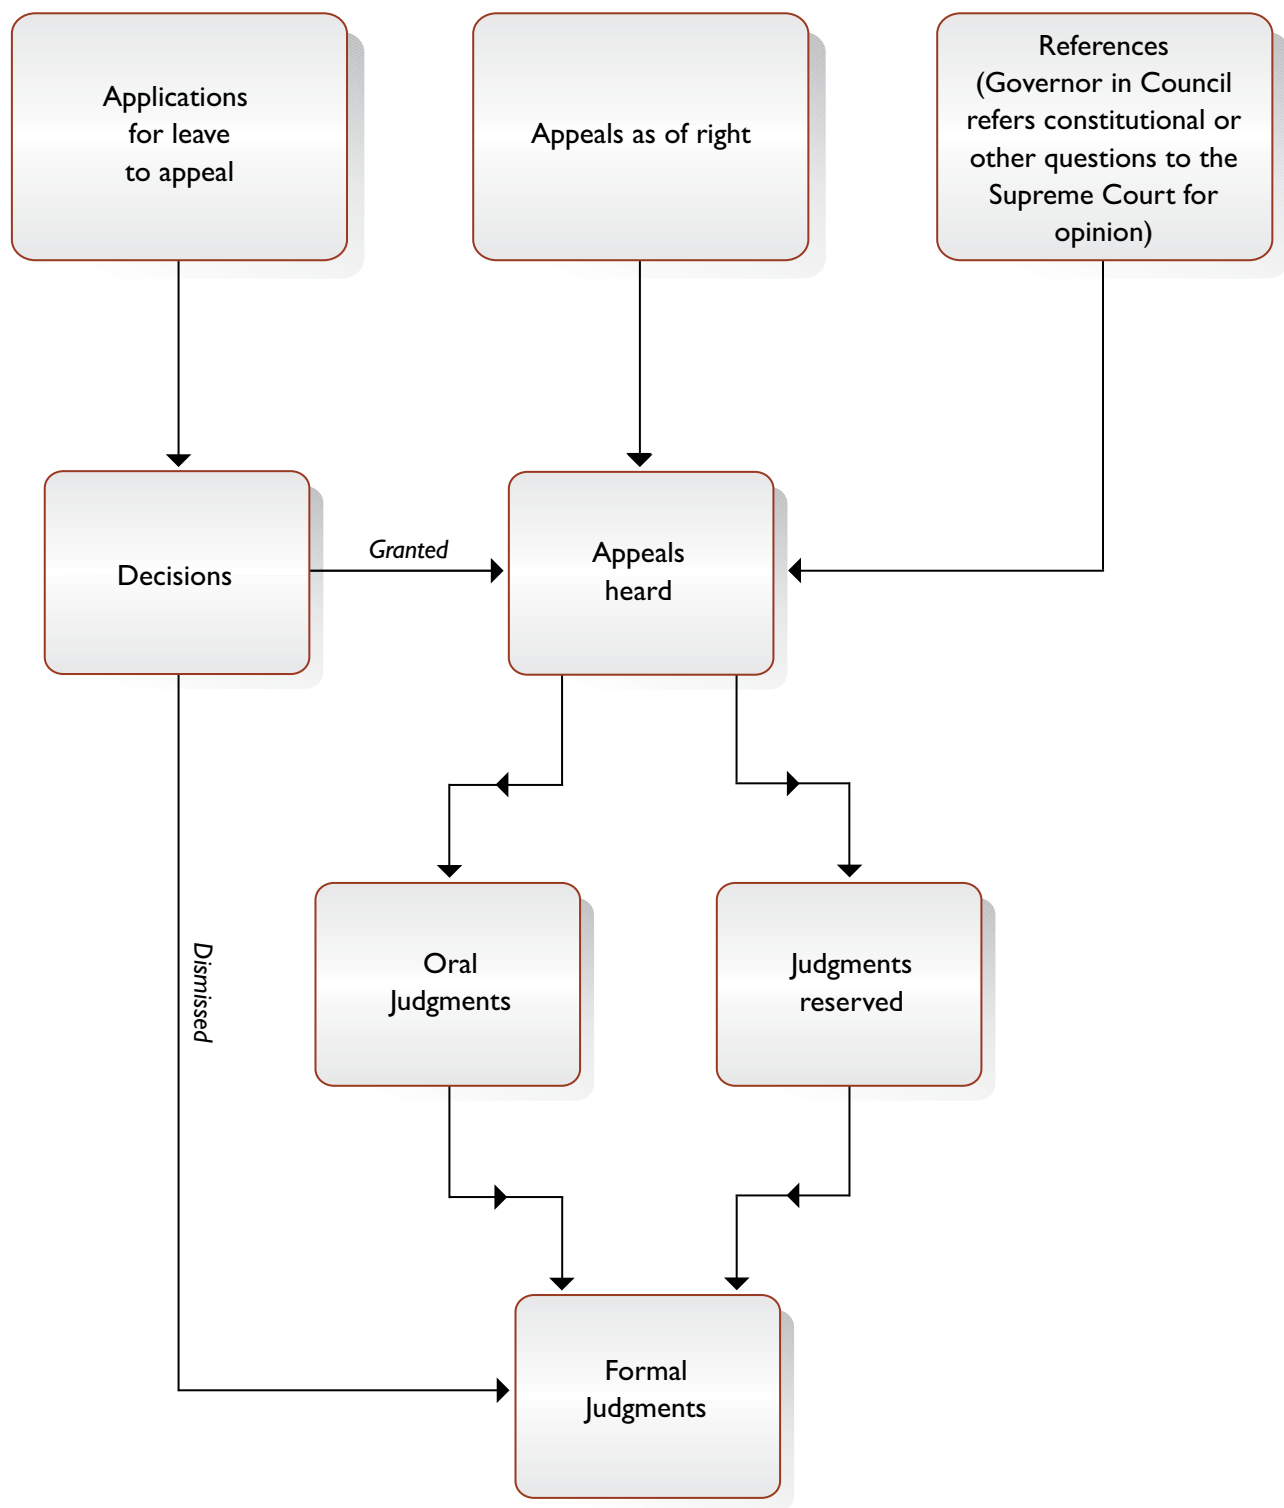 Applications
for leave
to appeal
Appeals as of right
References
(Governor in Council
refers constitutional or
other questions to the
Supreme Court for
opinion)
Decisions
Granted
Appeals
heard
Dismissed
Oral
Judgments
Judgments
reserved
Formal
Judgments